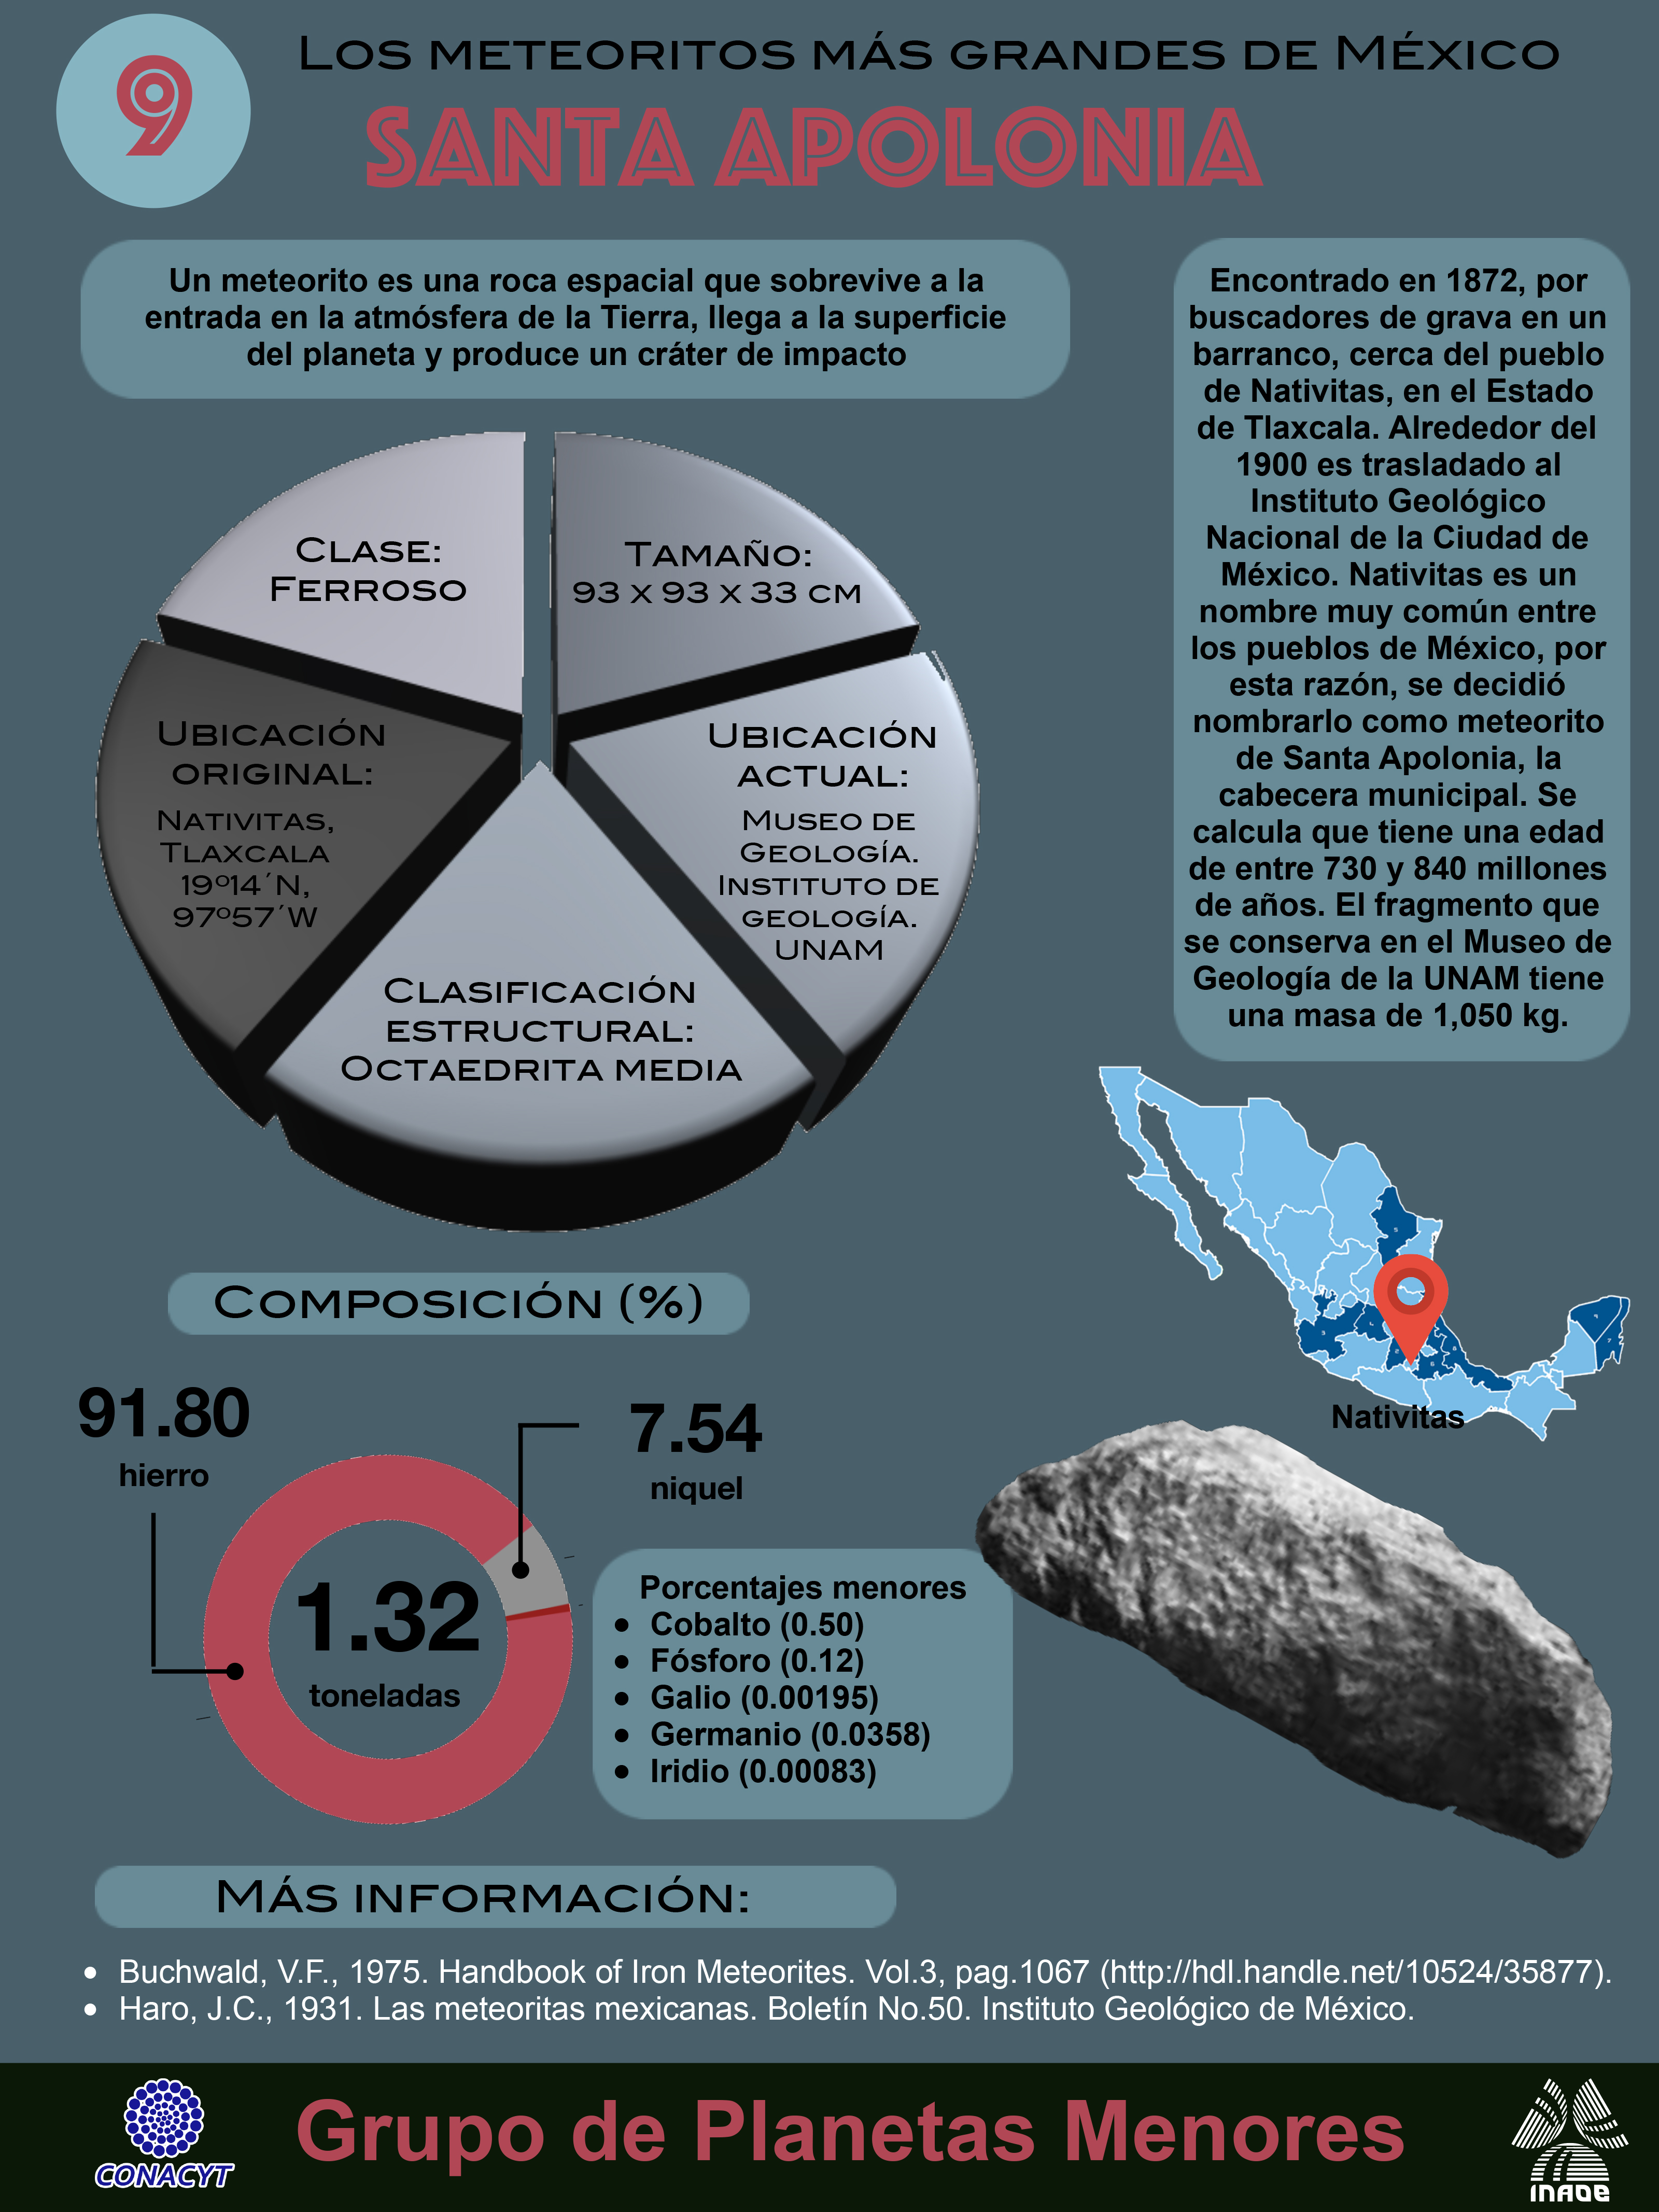 9
LOS METEORITOS MÁS GRANDES DE MÉXICO
SANTA APOLONIA
Un meteorito es una roca espacial que sobrevive a la
entrada en la atmósfera de la Tierra, llega a la superficie
del planeta y produce un cráter de impacto
Encontrado en 1872, por
buscadores de grava en un
barranco, cerca del pueblo
de Nativitas, en el Estado
de Tlaxcala. Alrededor del
1900 es trasladado al
Instituto Geológico
Nacional de la Ciudad de
México. Nativitas es un
nombre muy común entre
los pueblos de México, por
esta razón, se decidió
nombrarlo como meteorito
de Santa Apolonia, la
cabecera municipal. Se
calcula que tiene una edad
de entre 730 y 840 millones
de años. El fragmento que
se conserva en el Museo de
Geología de la UNAM tiene
una masa de 1,050 kg.
CLASE:
FERROSO
TAMAÑO:
93 X 93 X 33 CM
UBICACIÓN
ORIGINAL:
NATIVITAS,
TLAXCALA
19º14´N,
97º57´W
UBICACIÓN
ACTUAL:
MUSEO DE
GEOLOGÍA.
INSTITUTO DE
GEOLOGÍA.
UNAM
CLASIFICACIÓN
ESTRUCTURAL:
OCTAEDRITA MEDIA
Nativitas
COMPOSICIÓN (%)
91.80
hierro
7.54
niquel
1.32
toneladas
Porcentajes menores
• Cobalto (0.50)
• Fósforo (0.12)
• Galio (0.00195)
• Germanio (0.0358)
• Iridio (0.00083)
MÁS INFORMACIÓN:
• Buchwald, V.F., 1975. Handbook of Iron Meteorites. Vol.3, pag.1067 (http://hdl.handle.net/10524/35877).
• Haro, J.C., 1931. Las meteoritas mexicanas. Boletín No.50. Instituto Geológico de México.
CONACYT
Grupo de Planetas Menores
INAOE